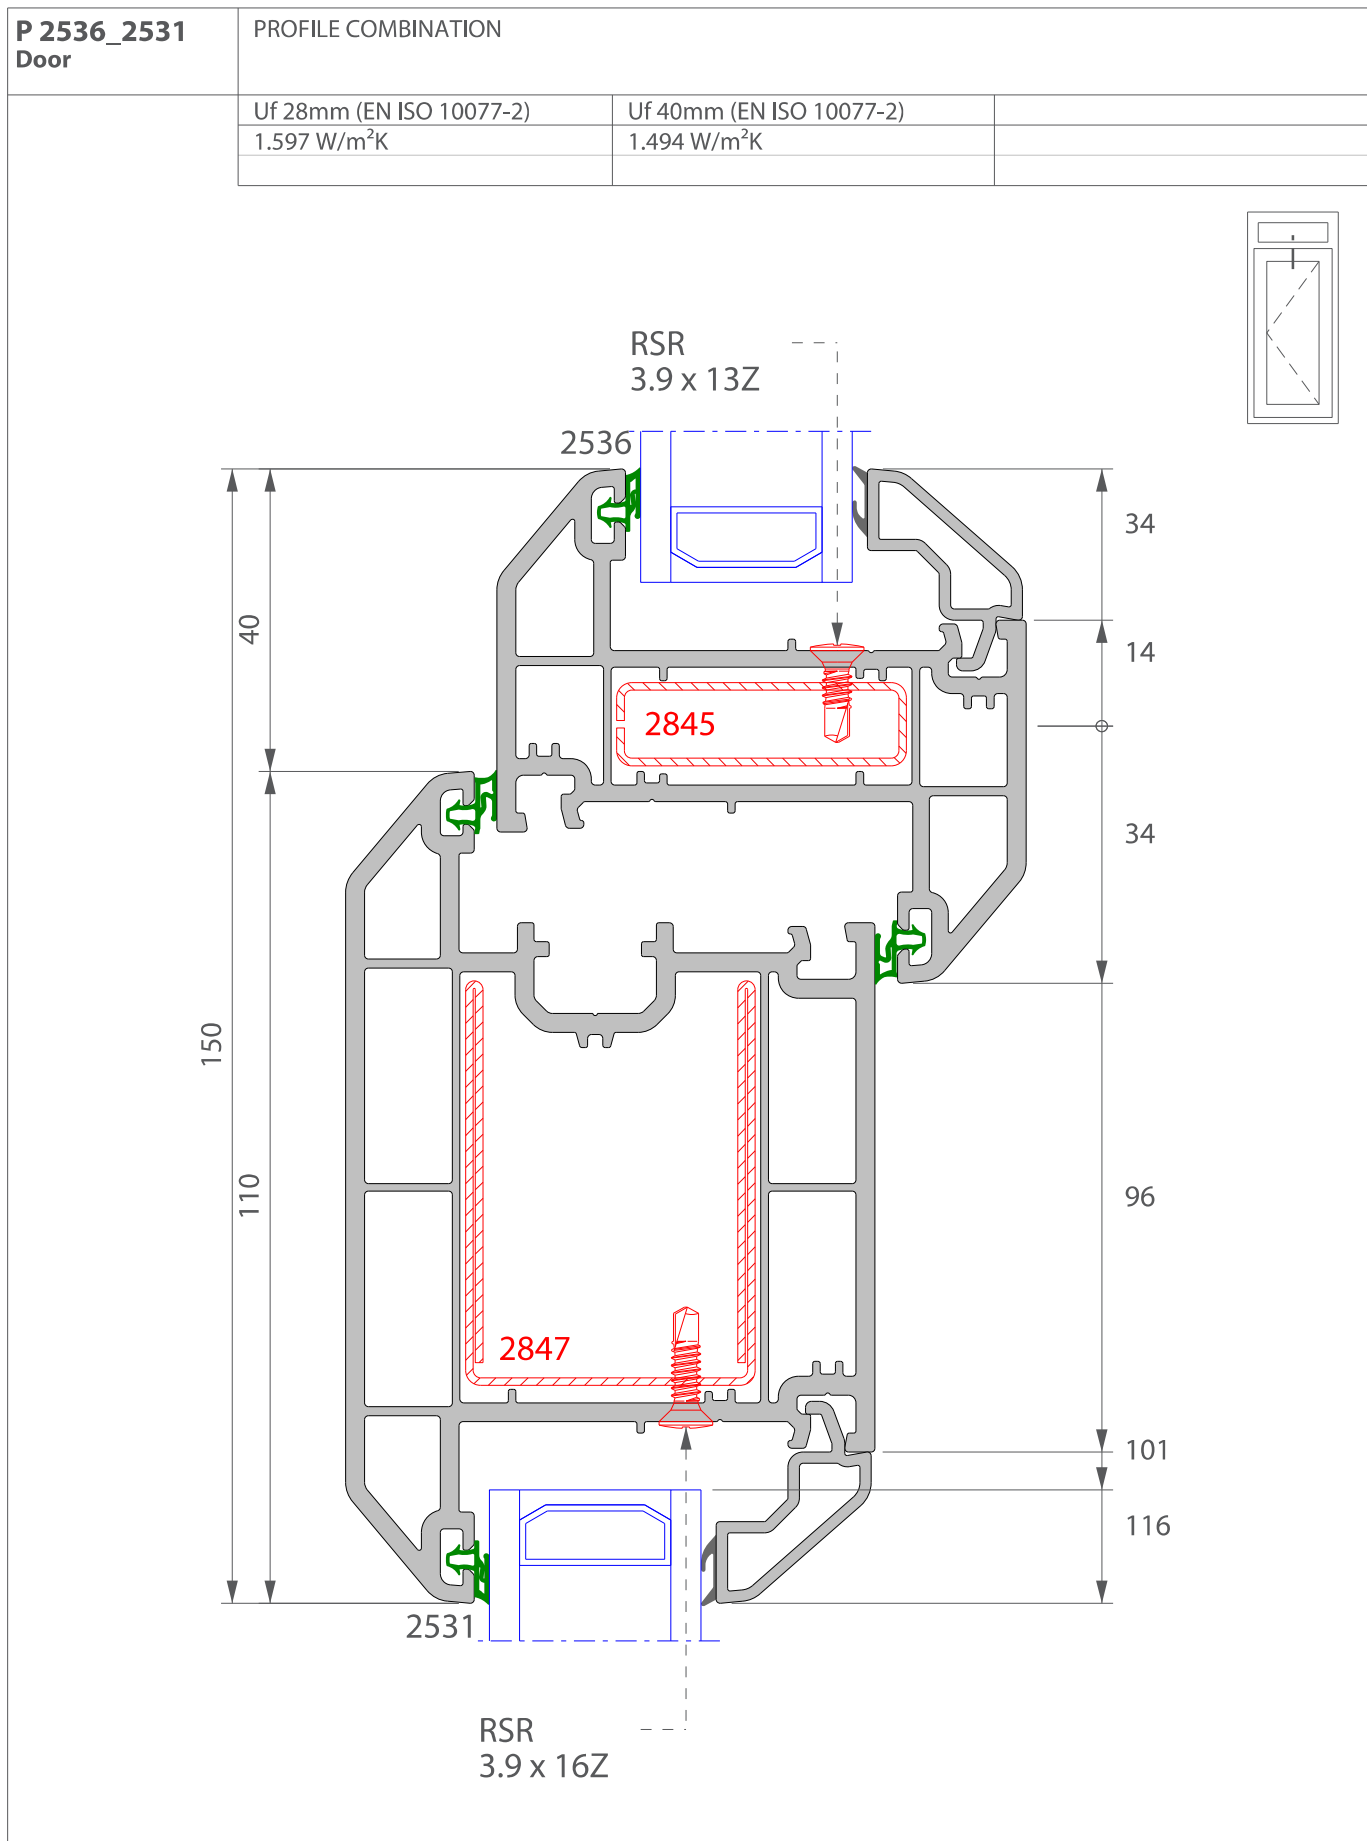 P 2536_2531
Door
PROFILE COMBINATION
Uf 28mm (EN ISO 10077-2)
Uf 40mm (EN ISO 10077-2)
1.597 W/m²K
1.494 W/m²K
RSR
3.9 x 13Z
2536
34
40
14
2845
34
150
110
96
2847
101
116
2531
RSR
3.9 x 16Z